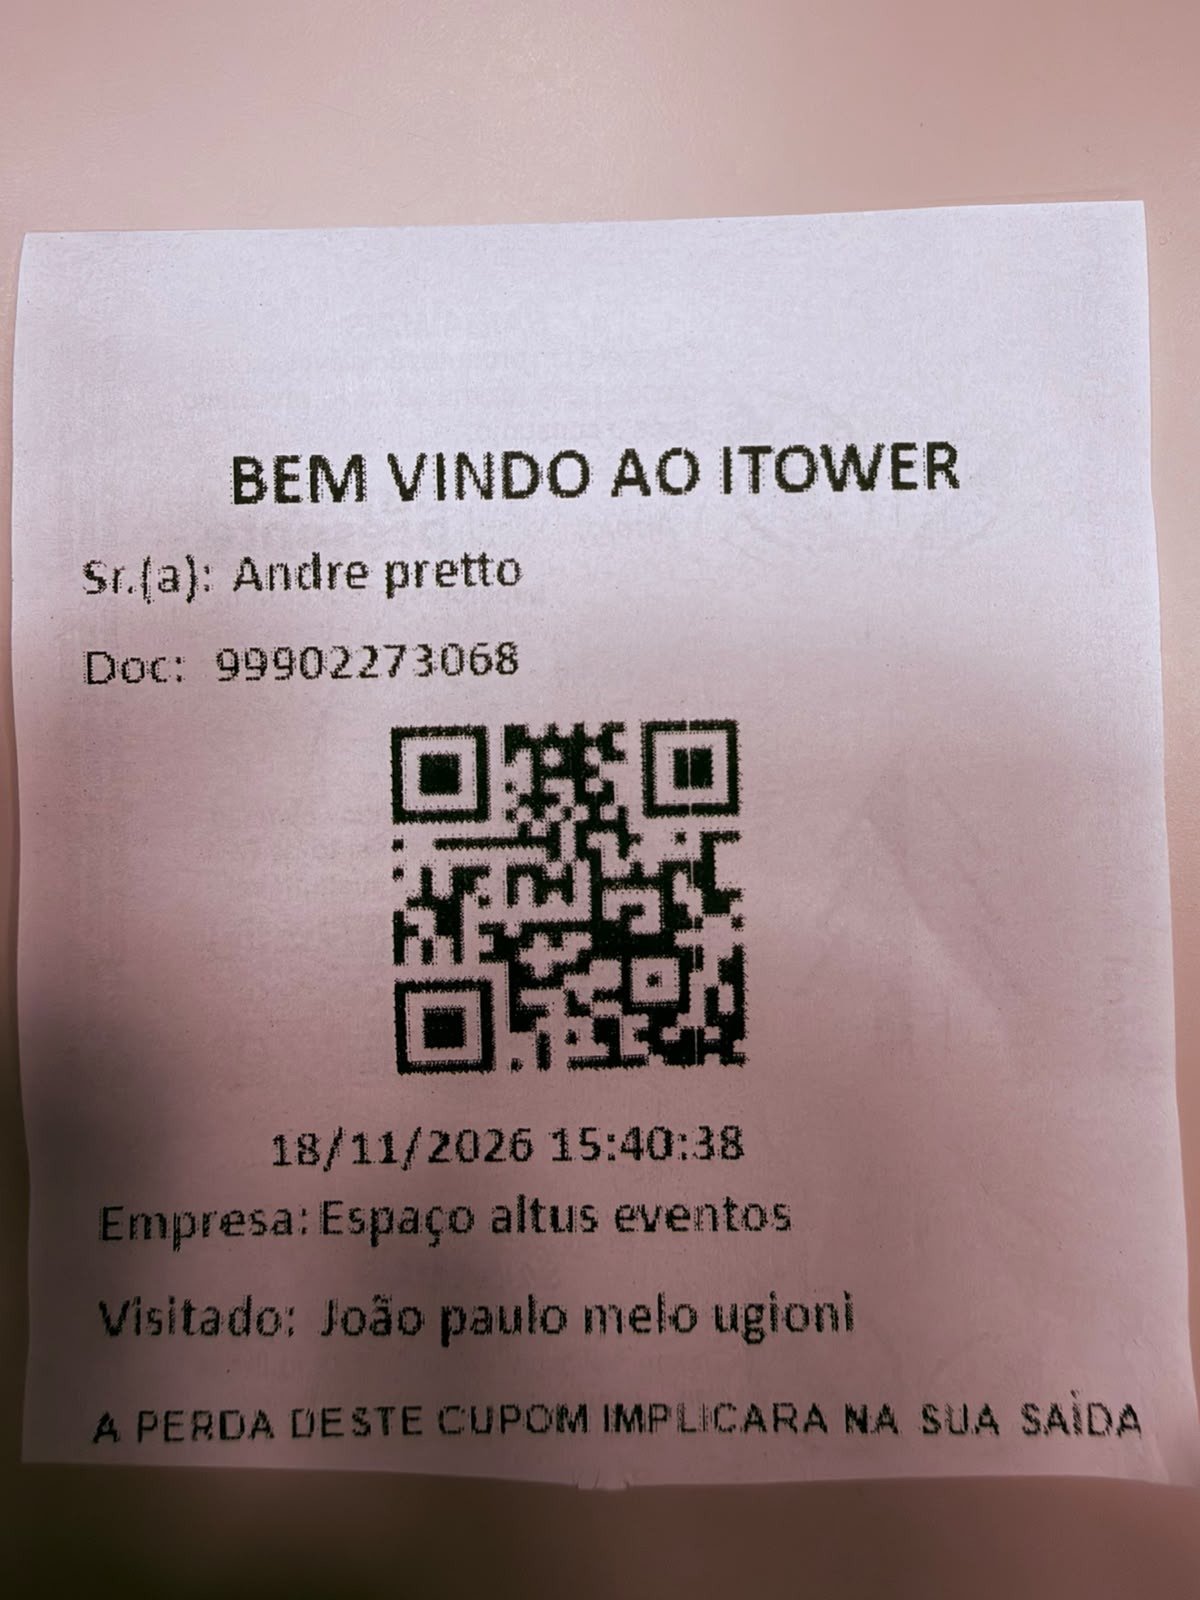 BEM VINDO AO ITOWER
Sr.(a): Andre pretto
Doc: 99902273068
18/11/2026 15:40:38
Empresa: Espaço altus eventos
Visitado: João paulo melo ugioni
A PERDA DESTE CUPOM IMPLICARA NA SUA SAÍDA